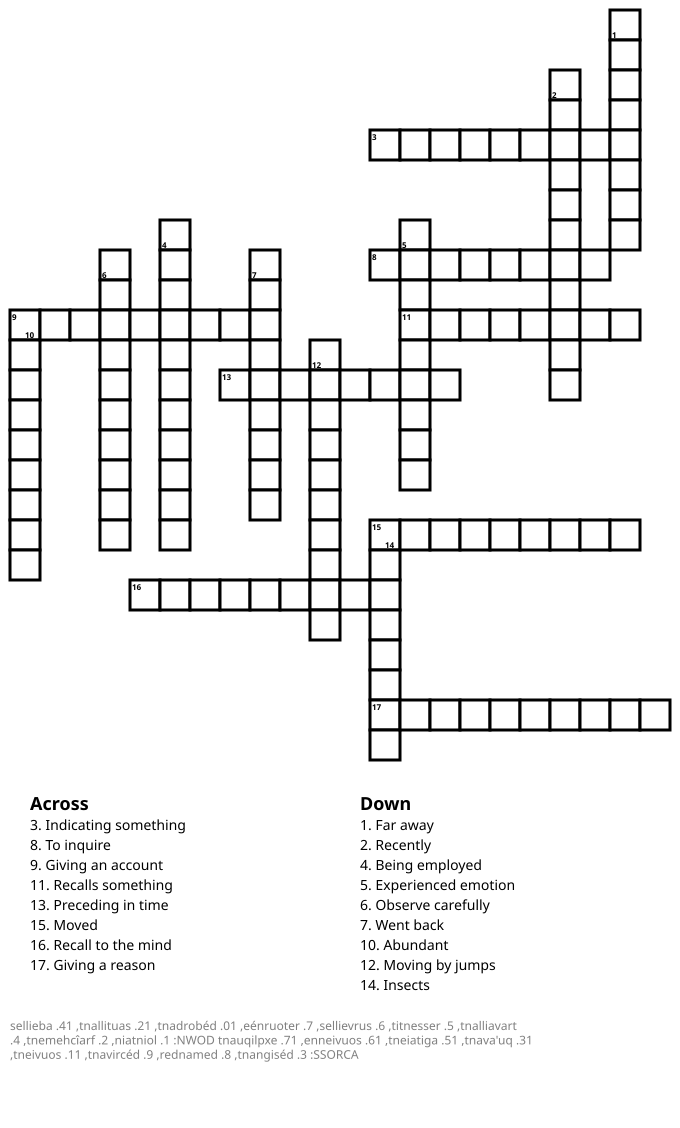 1
2
3
4 5
8
6 7
9 11
10
12
13
15
14
16
17
Across
3. Indicating something
8. To inquire
9. Giving an account
11. Recalls something
13. Preceding in time
15. Moved
16. Recall to the mind
17. Giving a reason
Down
1. Far away
2. Recently
4. Being employed
5. Experienced emotion
6. Observe carefully
7. Went back
10. Abundant
12. Moving by jumps
14. Insects
sellieba .41 ,tnallituas .21 ,tnadrobéd .01 ,eénruoter .7 ,sellievrus .6 ,titnesser .5 ,tnalliavart
.4 ,tnemehcîarf .2 ,niatniol .1 :NWOD tnauqilpxe .71 ,enneivuos .61 ,tneiatiga .51 ,tnava'uq .31
,tneivuos .11 ,tnavircéd .9 ,rednamed .8 ,tnangiséd .3 :SSORCA